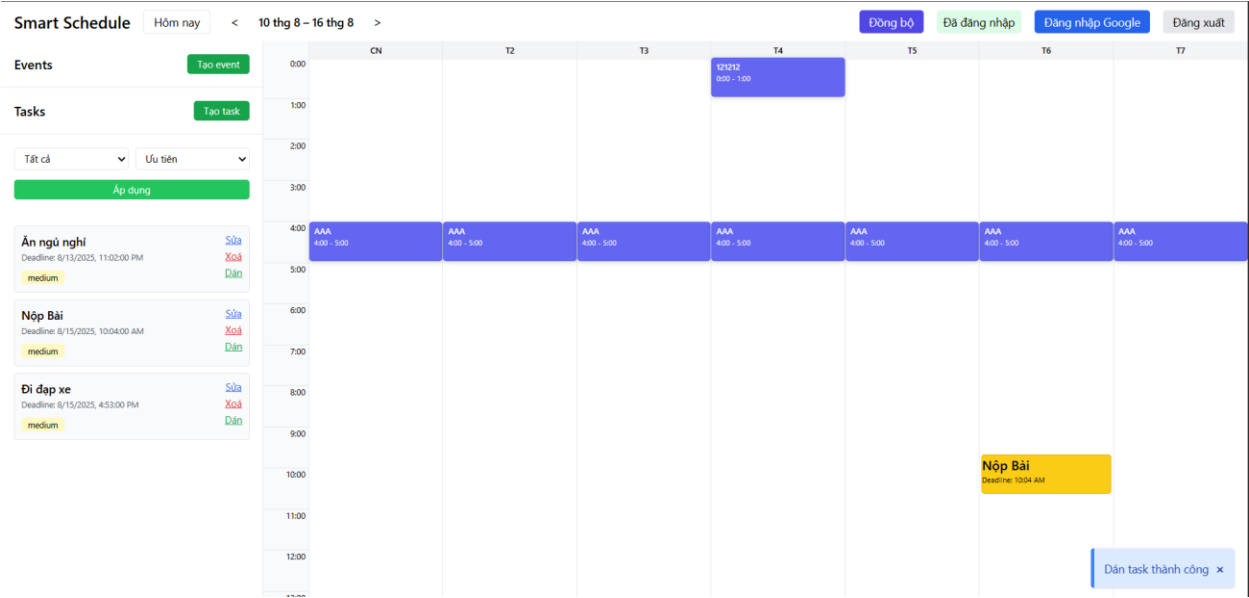 Smart Schedule Hôm nay < 10 thg 8 – 16 thg 8 > Đồng bộ Đã đăng nhập Đăng nhập Google Đăng xuất
Events Tạo event
Tasks Tạo task
Tất cả Ưu tiên
Áp dụng
Ăn ngủ nghỉ Sửa
Deadline: 8/13/2025, 11:02:00 PM Xoá
medium Dán
Nộp Bài Sửa
Deadline: 8/15/2025, 10:04:00 AM Xoá
medium Dán
Đi đạp xe Sửa
Deadline: 8/15/2025, 4:53:00 PM Xoá
medium Dán
CN T2 T3 T4 T5 T6 T7
0:00
121212
0:00 - 1:00
1:00
2:00
3:00
4:00
AAA AAA AAA AAA AAA AAA AAA
4:00 - 5:00 4:00 - 5:00 4:00 - 5:00 4:00 - 5:00 4:00 - 5:00 4:00 - 5:00 4:00 - 5:00
5:00
6:00
7:00
8:00
9:00
Nộp Bài
Deadline: 10:04 AM
10:00
11:00
12:00
Dán task thành công ×
13:00